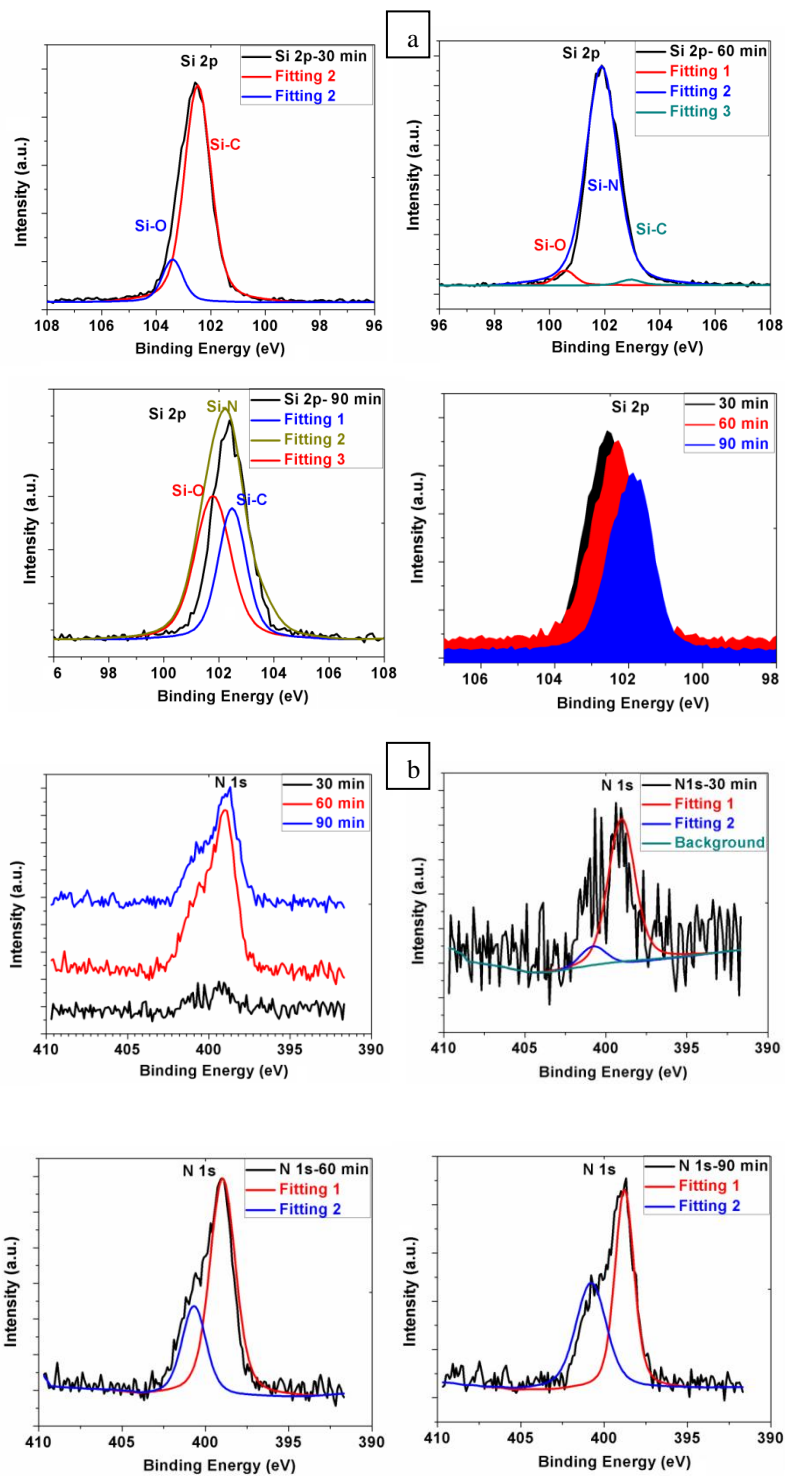 a
Si 2p
Si 2p-30 min
Fitting 2
Fitting 2
Si-C
Si-O
Intensity (a.u.)
108 106 104 102 100 98 96
Binding Energy (eV)
Si 2p
Si 2p- 60 min
Fitting 1
Fitting 2
Fitting 3
Si-N
Si-C
Si-O
Intensity (a.u.)
96 98 100 102 104 106 108
Binding Energy (eV)
Si 2p
Si-N
Si 2p- 90 min
Fitting 1
Fitting 2
Fitting 3
Si-O
Si-C
Intensity (a.u.)
6 98 100 102 104 106 108
Binding Energy (eV)
Si 2p
30 min
60 min
90 min
Intensity (a.u.)
106 104 102 100 98
Binding Energy (eV)
b
N 1s
30 min
60 min
90 min
Intensity (a.u.)
410 405 400 395 390
Binding Energy (eV)
N 1s
N1s-30 min
Fitting 1
Fitting 2
Background
Intensity (a.u.)
410 405 400 395 390
Binding Energy (eV)
N 1s
N 1s-60 min
Fitting 1
Fitting 2
Intensity (a.u.)
410 405 400 395 390
Binding Energy (eV)
N 1s
N 1s-90 min
Fitting 1
Fitting 2
Intensity (a.u.)
410 405 400 395 390
Binding Energy (eV)